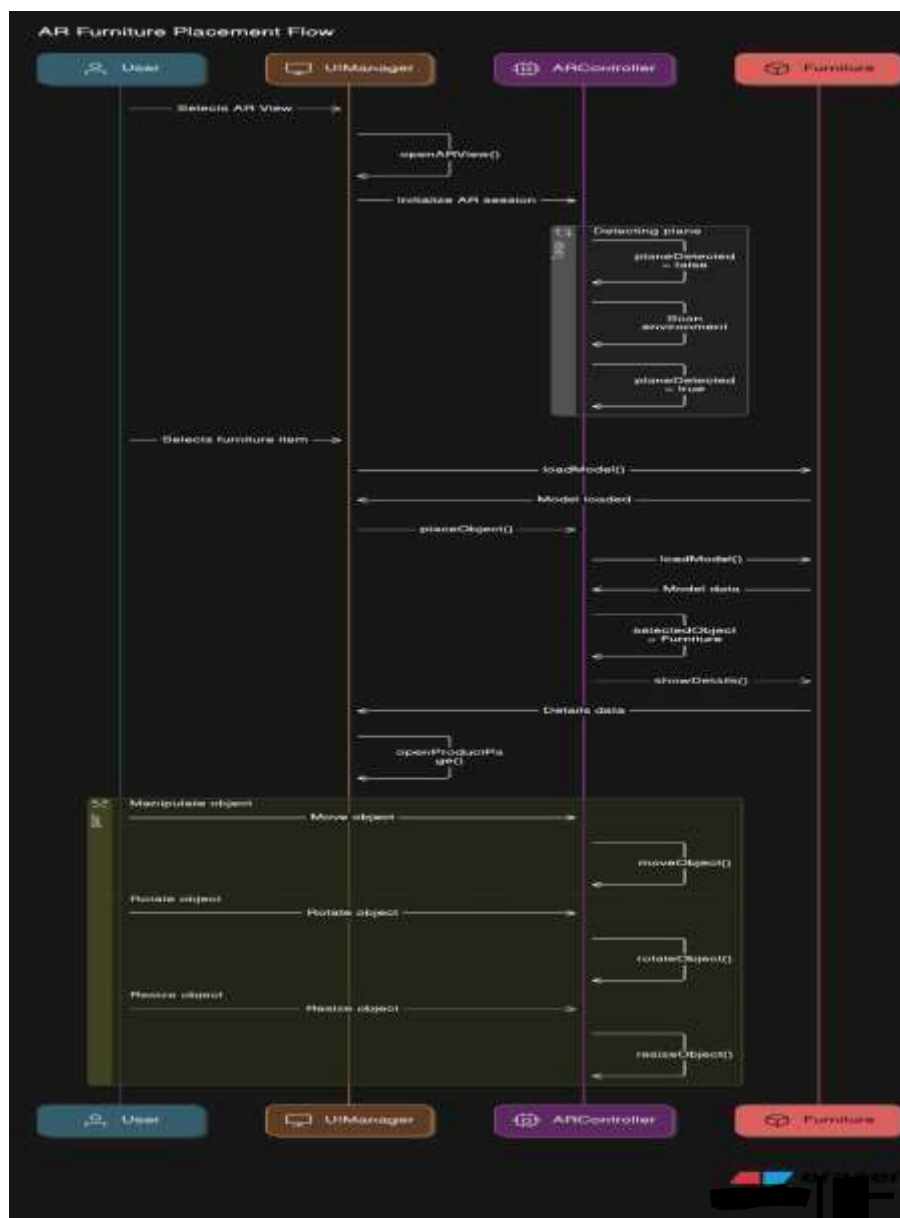 AR Furniture Placement Flow
User UIManager ARController Furniture
Selects AR View
openARView()
Initialize AR session
loop
Detecting plane
planeDetected
= false
Scan
environment
planeDetected
= true
Selects furniture item
loadModel()
Model loaded
placeObject()
loadModel()
Model data
selectedObject
= Furniture
showDetails()
Details data
openProductPa
ge()
par
Manipulate object
Move object
moveObject()
Rotate object
Rotate object
rotateObject()
Resize object
Resize object
resizeObject()
User UIManager ARController Furniture